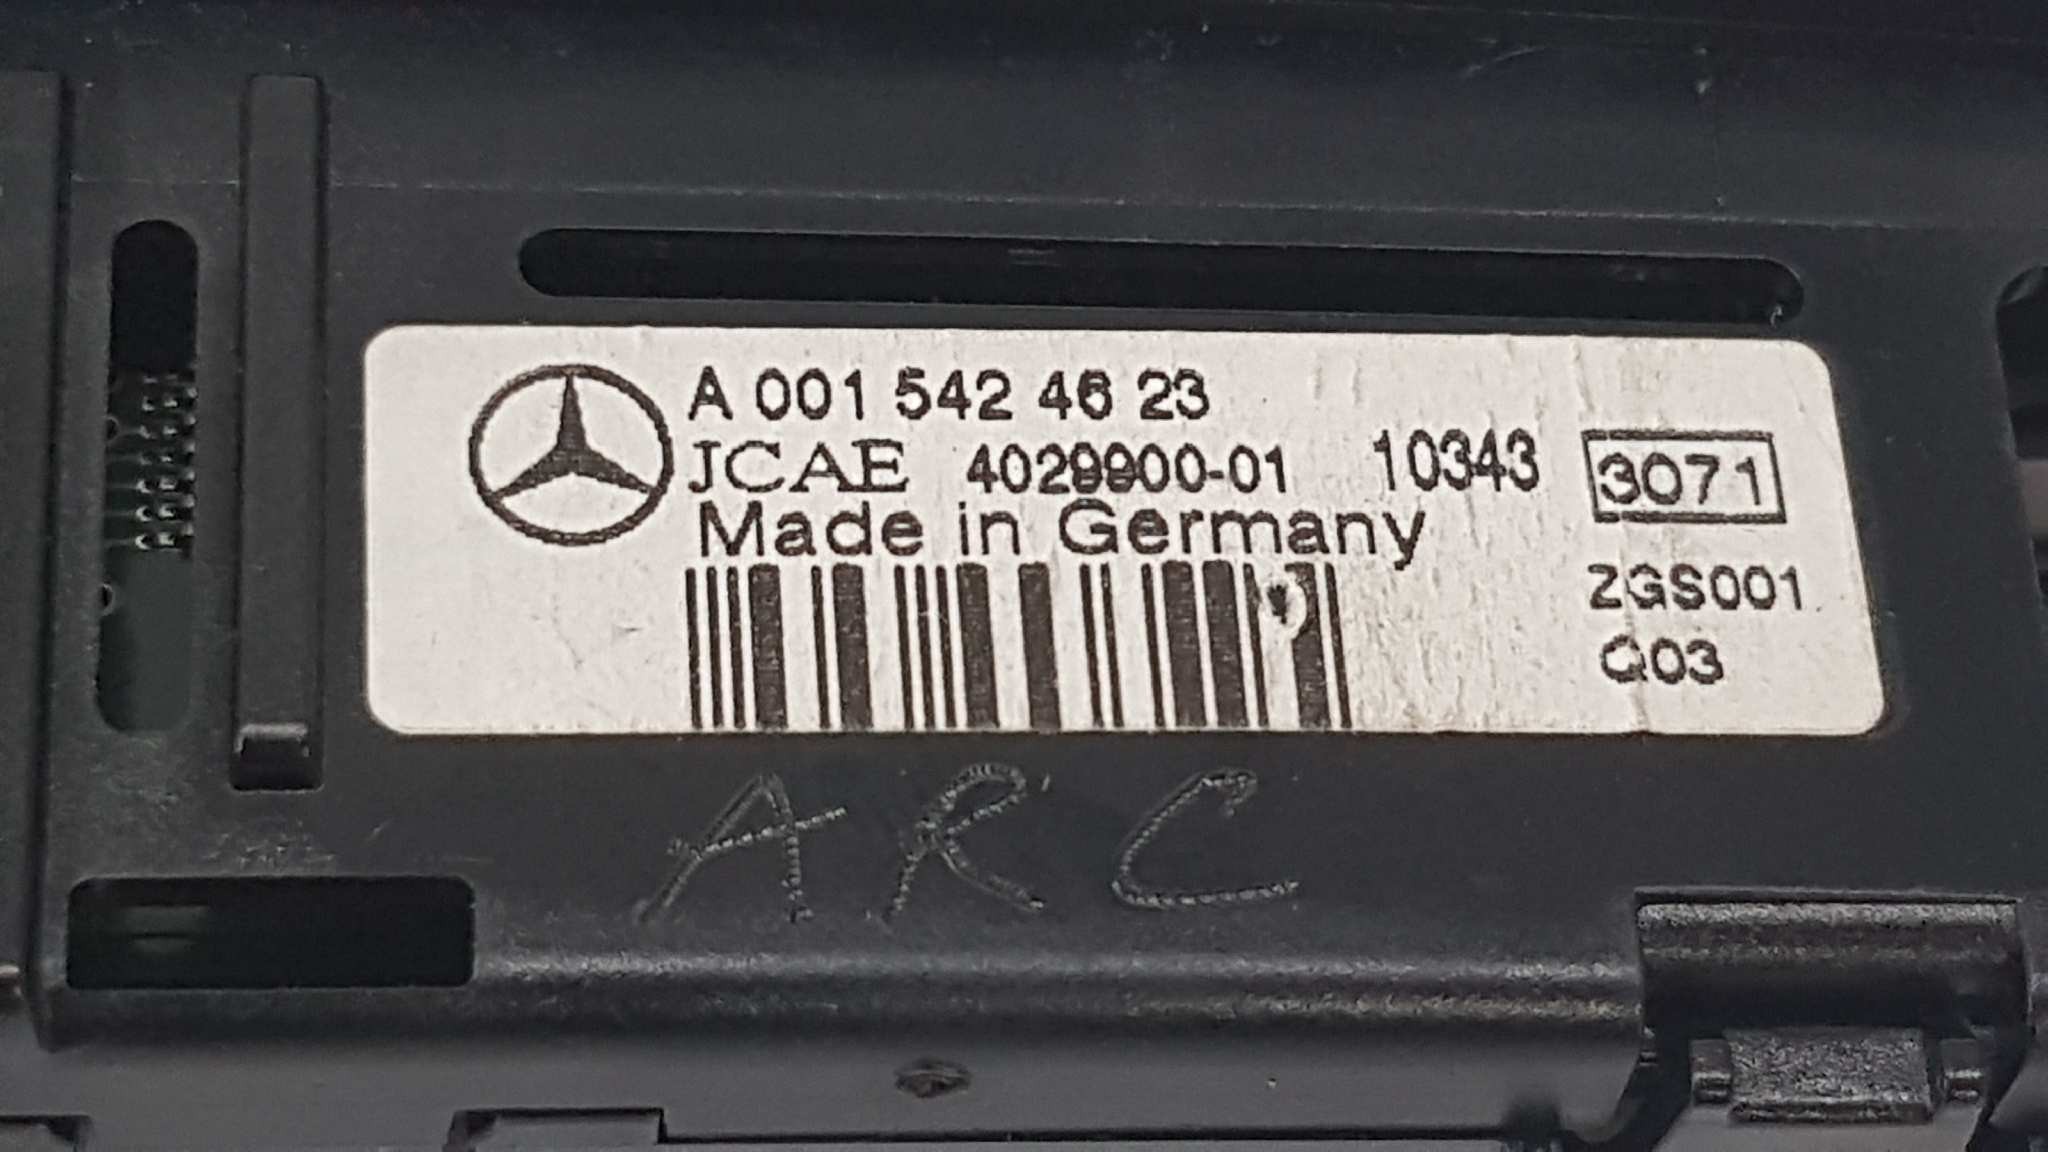 A 001 542 46 23
JCAE 4029900-01 10343 3071
Made in Germany
ZGS001
Q03
ARC